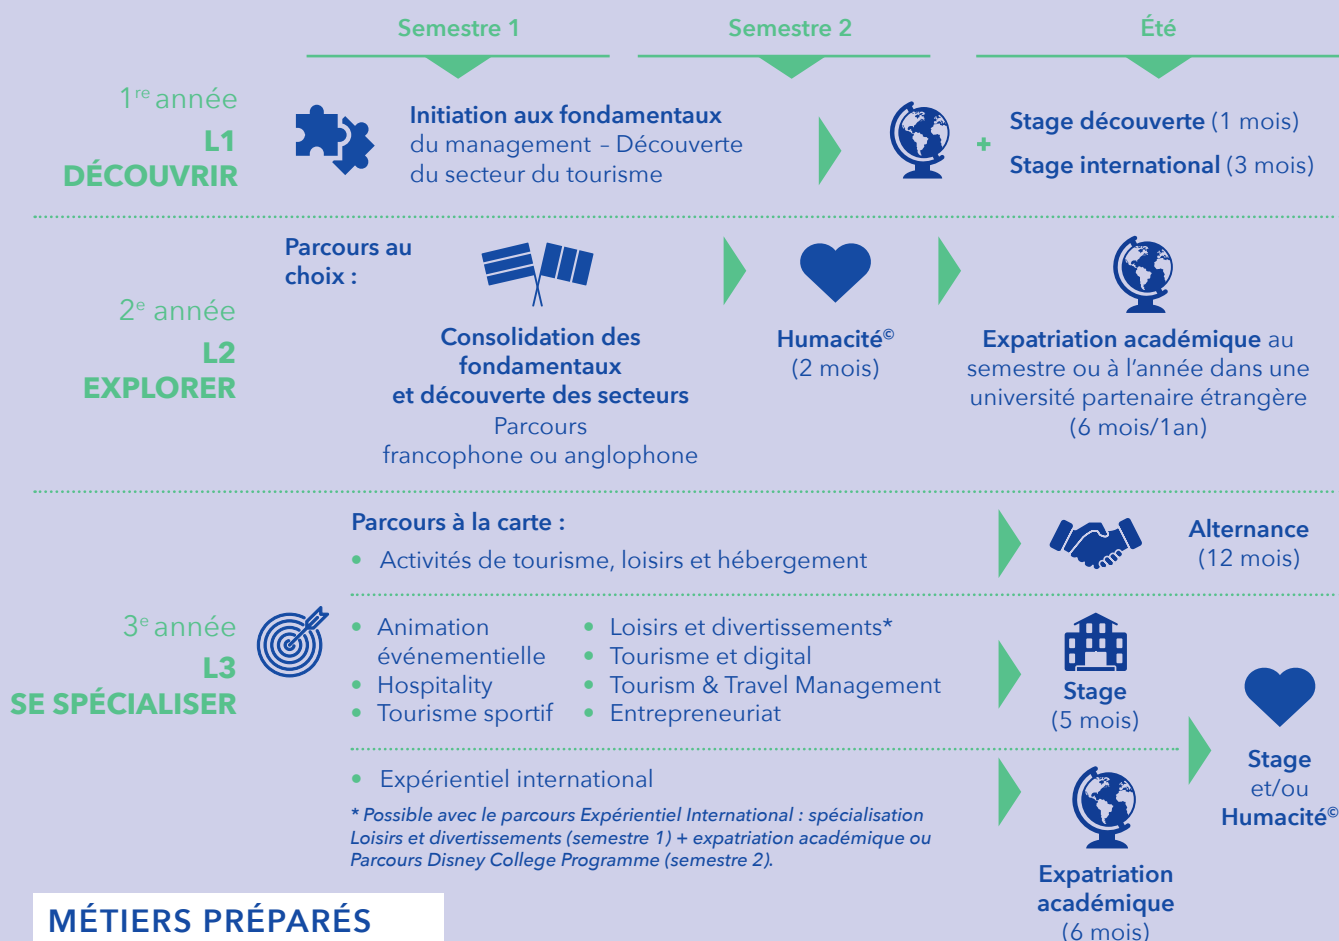 Semestre 1
Semestre 2
Été
1re année
L1
DÉCOUVRIR
Initiation aux fondamentaux
du management – Découverte
du secteur du tourisme
+
Stage découverte (1 mois)
Stage international (3 mois)
2e année
L2
EXPLORER
Parcours au
choix :
Consolidation des
fondamentaux
et découverte des secteurs
Parcours
francophone ou anglophone
Humacité©
(2 mois)
Expatriation académique au
semestre ou à l'année dans une
université partenaire étrangère
(6 mois/1an)
3e année
L3
SE SPÉCIALISER
Parcours à la carte :
• Activités de tourisme, loisirs et hébergement
Alternance
(12 mois)
• Animation
événementielle
• Hospitality
• Tourisme sportif
• Loisirs et divertissements*
• Tourisme et digital
• Tourism & Travel Management
• Entrepreneuriat
Stage
(5 mois)
• Expérientiel international
* Possible avec le parcours Expérientiel International : spécialisation
Loisirs et divertissements (semestre 1) + expatriation académique ou
Parcours Disney College Programme (semestre 2).
Expatriation
académique
(6 mois)
Stage
et/ou
Humacité©
MÉTIERS PRÉPARÉS